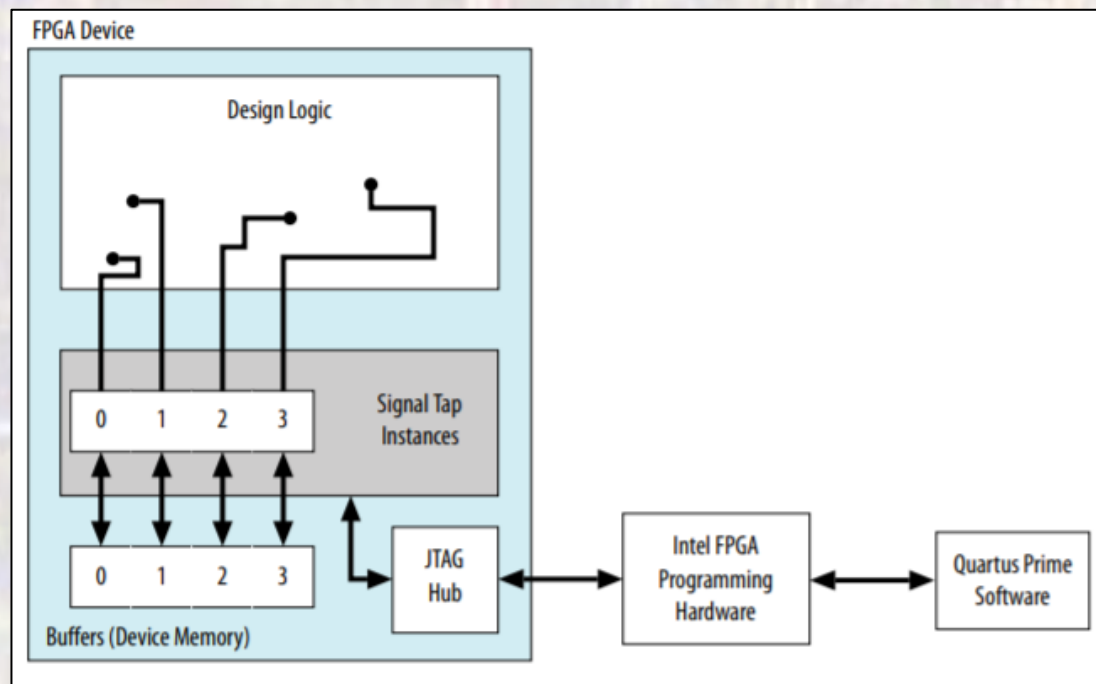 FPGA Device
Design Logic
0 1 2 3
Signal Tap
Instances
0 1 2 3
Buffers (Device Memory)
JTAG
Hub
Intel FPGA
Programming
Hardware
Quartus Prime
Software